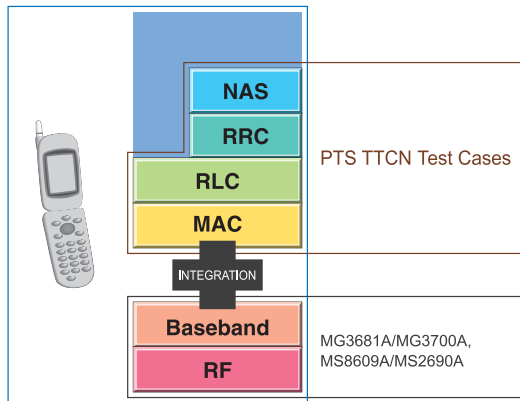 NAS
RRC
RLC
MAC
PTS TTCN Test Cases
INTEGRATION
Baseband
RF
MG3681A/MG3700A,
MS8609A/MS2690A